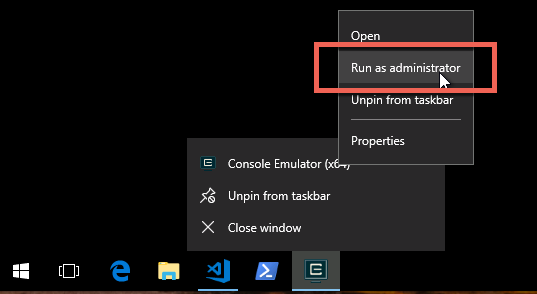 Open
Run as administrator
Unpin from taskbar
Properties
Console Emulator (x64)
Unpin from taskbar
Close window